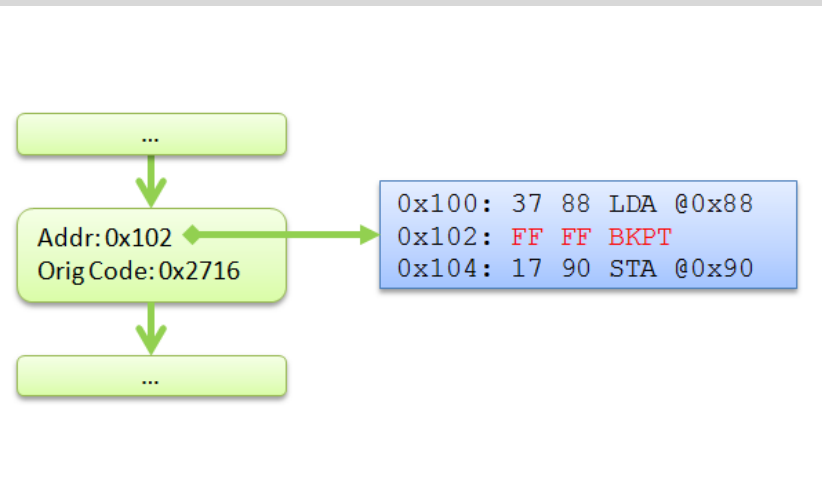 ...
Addr: 0x102
Orig Code: 0x2716
...
0x100: 37 88 LDA @0x88
0x102: FF FF BKPT
0x104: 17 90 STA @0x90